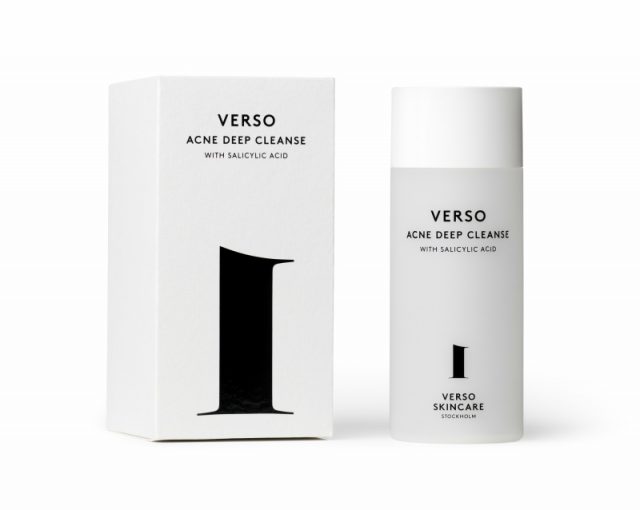 VERSO
ACNE DEEP CLEANSE
WITH SALICYLIC ACID
1
VERSO
ACNE DEEP CLEANSE
WITH SALICYLIC ACID
1
VERSO
SKINCARE
STOCKHOLM